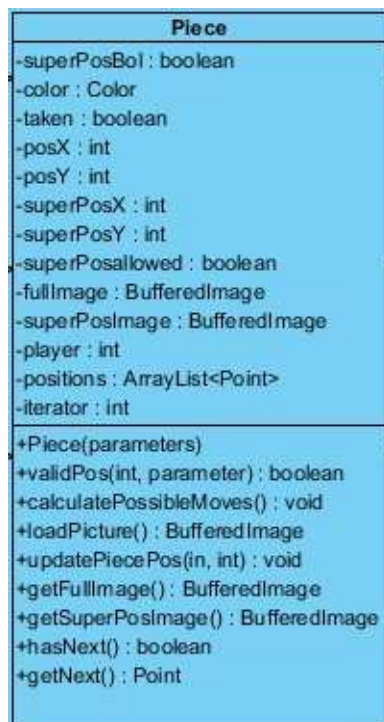 Piece
-superPosBol : boolean
-color : Color
-taken : boolean
-posX : int
-posY : int
-superPosX : int
-superPosY : int
-superPosallowed : boolean
-fullImage : BufferedImage
-superPosImage : BufferedImage
-player : int
-positions : ArrayList<Point>
-iterator : int
+Piece(parameters)
+validPos(int, parameter) : boolean
+calculatePossibleMoves() : void
+loadPicture() : BufferedImage
+updatePiecePos(in, int) : void
+getFullImage() : BufferedImage
+getSuperPosImage() : BufferedImage
+hasNext() : boolean
+getNext() : Point